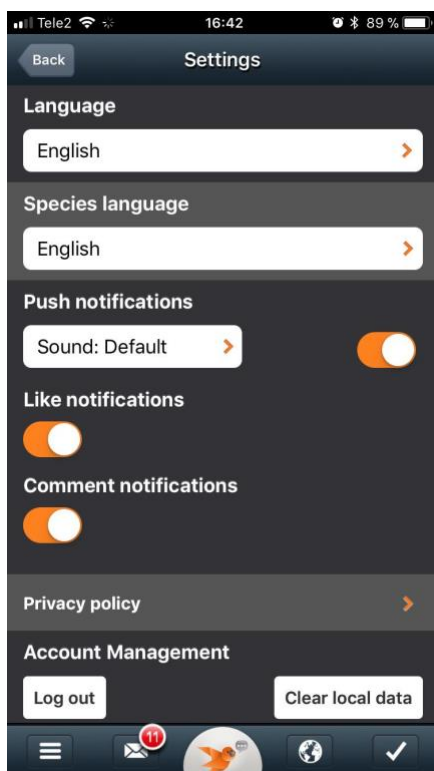 Tele2 16:42 89 %
Back Settings
Language
English
Species language
English
Push notifications
Sound: Default
Like notifications
Comment notifications
Privacy policy
Account Management
Log out Clear local data
11